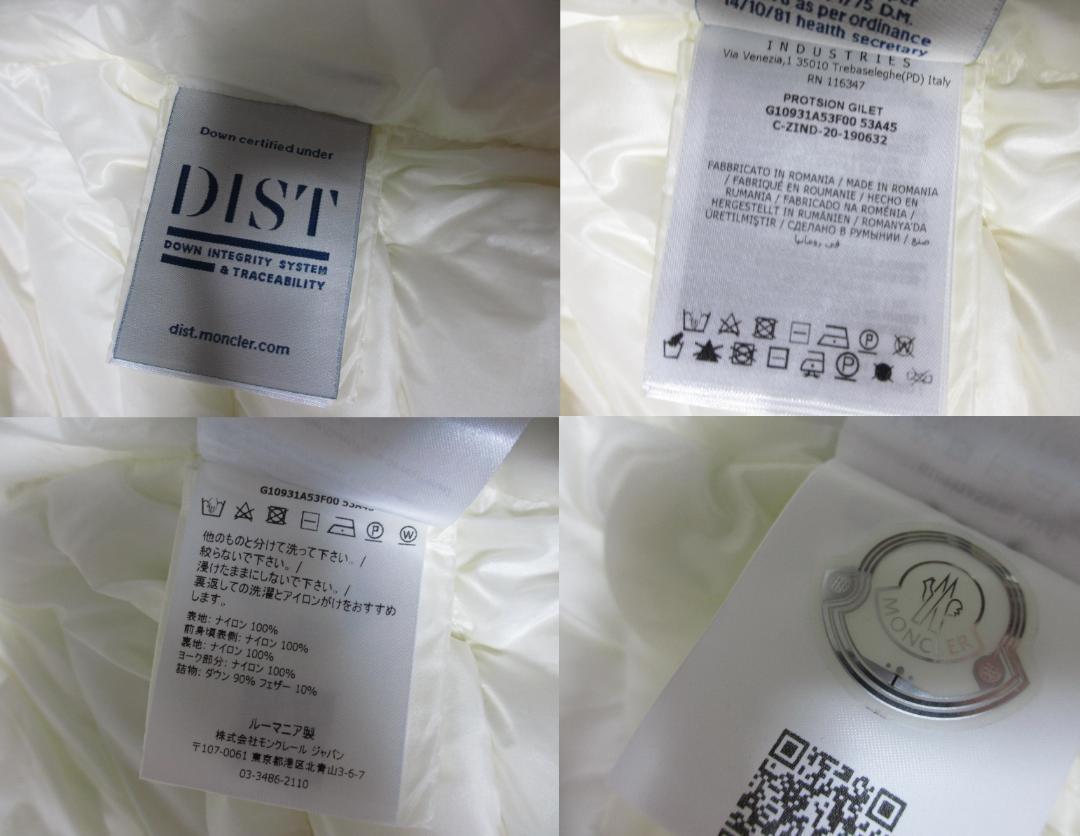 Down certified under
DIST
DOWN INTEGRITY SYSTEM
& TRACEABILITY
dist.moncler.com
/75 D.M.
as per ordinance
14/10/81 health secretary
INDUSTRIES
Via Venezia,1 35010 Trebaseleghe(PD) Italy
RN 116347
PROTSION GILET
G10931A53F00 53A45
C-ZIND-20-190632
FABBRICATO IN ROMANIA / MADE IN ROMANIA
/ FABRIQUÉ EN ROUMANIE / HECHO EN
RUMANIA / FABRICADO NA ROMÉNIA /
HERGESTELLT IN RUMÄNIEN / ROMANYA'DA
ÜRETILMIŞTIR / СДЕЛАНО В РУМЫНИИ / صنع
في رومانيا
P W
P
G10931A53F00 53A45
P W
他のものと分けて洗って下さい。/
絞らないで下さい。/
浸けたままにしないで下さい。/
裏返しての洗濯とアイロンがけをおすすめ
します。
表地: ナイロン 100%
前身頃表側: ナイロン 100%
裏地: ナイロン 100%
ヨーク部分: ナイロン 100%
詰物: ダウン 90% フェザー 10%
ルーマニア製
株式会社モンクレール ジャパン
〒107-0061 東京都港区北青山3-6-7
03-3486-2110
MONCLER